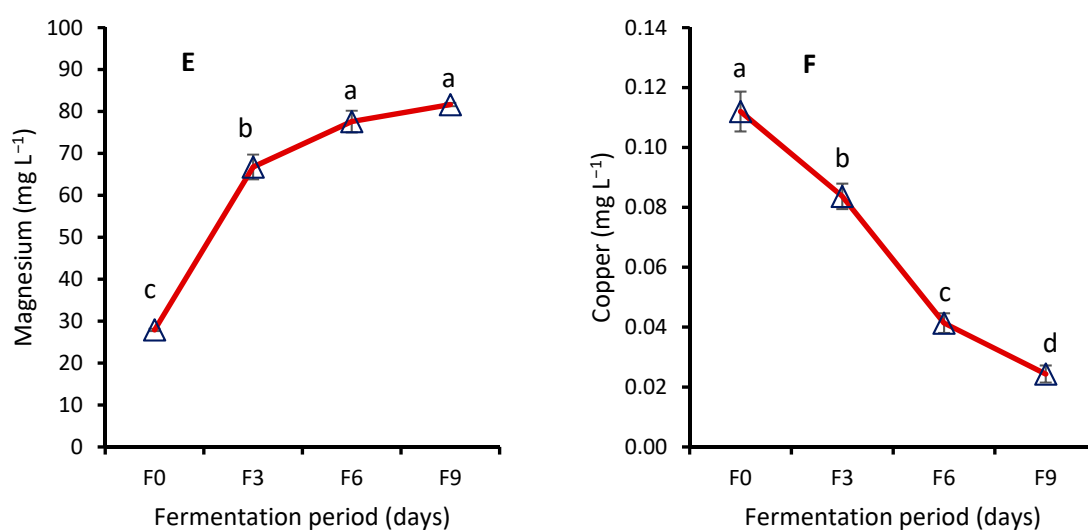 E
Magnesium (mg L⁻¹)
100
90
80
70
60
50
40
30
20
10
0
c
b
a
a
F0 F3 F6 F9
Fermentation period (days)
F
Copper (mg L⁻¹)
0.14
0.12
0.10
0.08
0.06
0.04
0.02
0.00
a
b
c
d
F0 F3 F6 F9
Fermentation period (days)